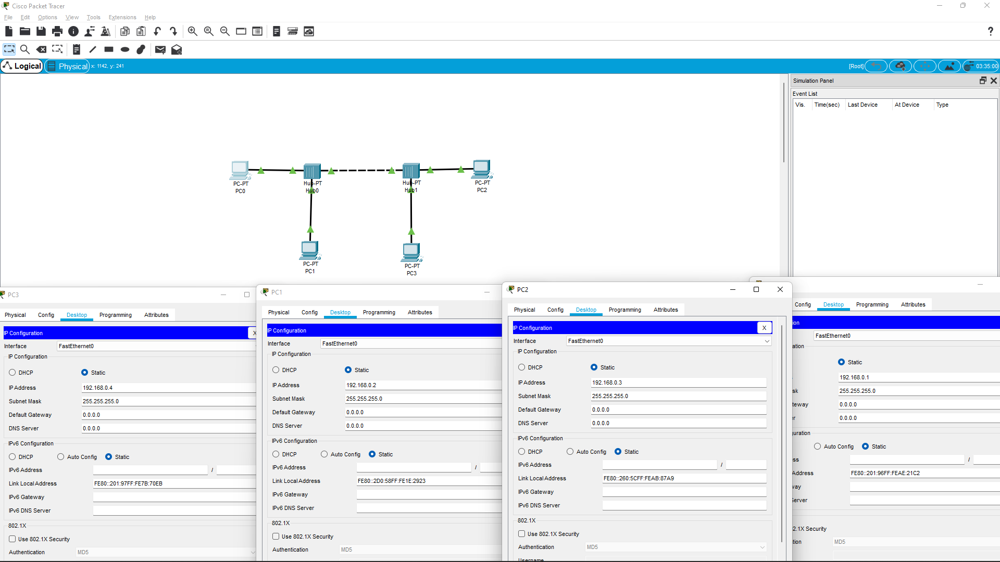 Cisco Packet Tracer
File Edit Options View Tools Extensions Help
Logical Physical x: 1142, y: 241 [Root] 03:35:00
Simulation Panel
Event List
Vis. Time(sec) Last Device At Device Type
PC-PT
PC0
Hub-PT
Hub0
Hub-PT
Hub1
PC-PT
PC2
PC-PT
PC1
PC-PT
PC3
PC3
Physical Config Desktop Programming Attributes
IP Configuration X
Interface FastEthernet0
IP Configuration
DHCP Static
IP Address 192.168.0.4
Subnet Mask 255.255.255.0
Default Gateway 0.0.0.0
DNS Server 0.0.0.0
IPv6 Configuration
DHCP Auto Config Static
IPv6 Address /
Link Local Address FE80::201:97FF:FE7B:70EB
IPv6 Gateway
IPv6 DNS Server
802.1X
Use 802.1X Security
Authentication MD5
PC1
Physical Config Desktop Programming Attributes
IP Configuration
Interface FastEthernet0
IP Configuration
DHCP Static
IP Address 192.168.0.2
Subnet Mask 255.255.255.0
Default Gateway 0.0.0.0
DNS Server 0.0.0.0
IPv6 Configuration
DHCP Auto Config Static
IPv6 Address /
Link Local Address FE80::2D0:58FF:FE1E:2923
IPv6 Gateway
IPv6 DNS Server
802.1X
Use 802.1X Security
Authentication MD5
PC2
Physical Config Desktop Programming Attributes
IP Configuration X
Interface FastEthernet0
IP Configuration
DHCP Static
IP Address 192.168.0.3
Subnet Mask 255.255.255.0
Default Gateway 0.0.0.0
DNS Server 0.0.0.0
IPv6 Configuration
DHCP Auto Config Static
IPv6 Address /
Link Local Address FE80::260:5CFF:FEAB:87A9
IPv6 Gateway
IPv6 DNS Server
802.1X
Use 802.1X Security
Authentication MD5
Username
Config Desktop Programming Attributes
ion
FastEthernet0
ation
Static
192.168.0.1
sk 255.255.255.0
teway 0.0.0.0
er 0.0.0.0
uration
Auto Config Static
ss /
Address FE80::201:96FF:FEAE:21C2
way
Server
2.1X Security
tion MD5